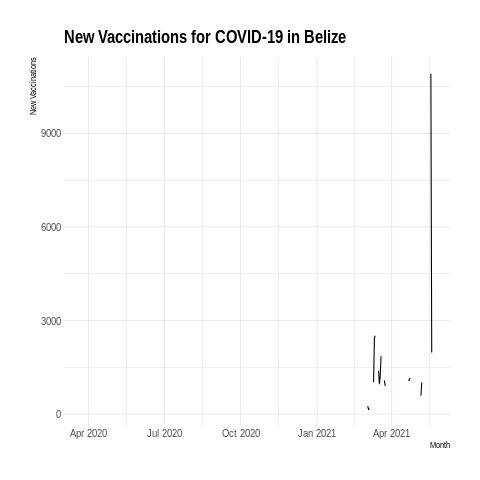 New Vaccinations for COVID-19 in Belize
New Vaccinations
9000
6000
3000
0
Apr 2020
Jul 2020
Oct 2020
Jan 2021
Apr 2021
Month